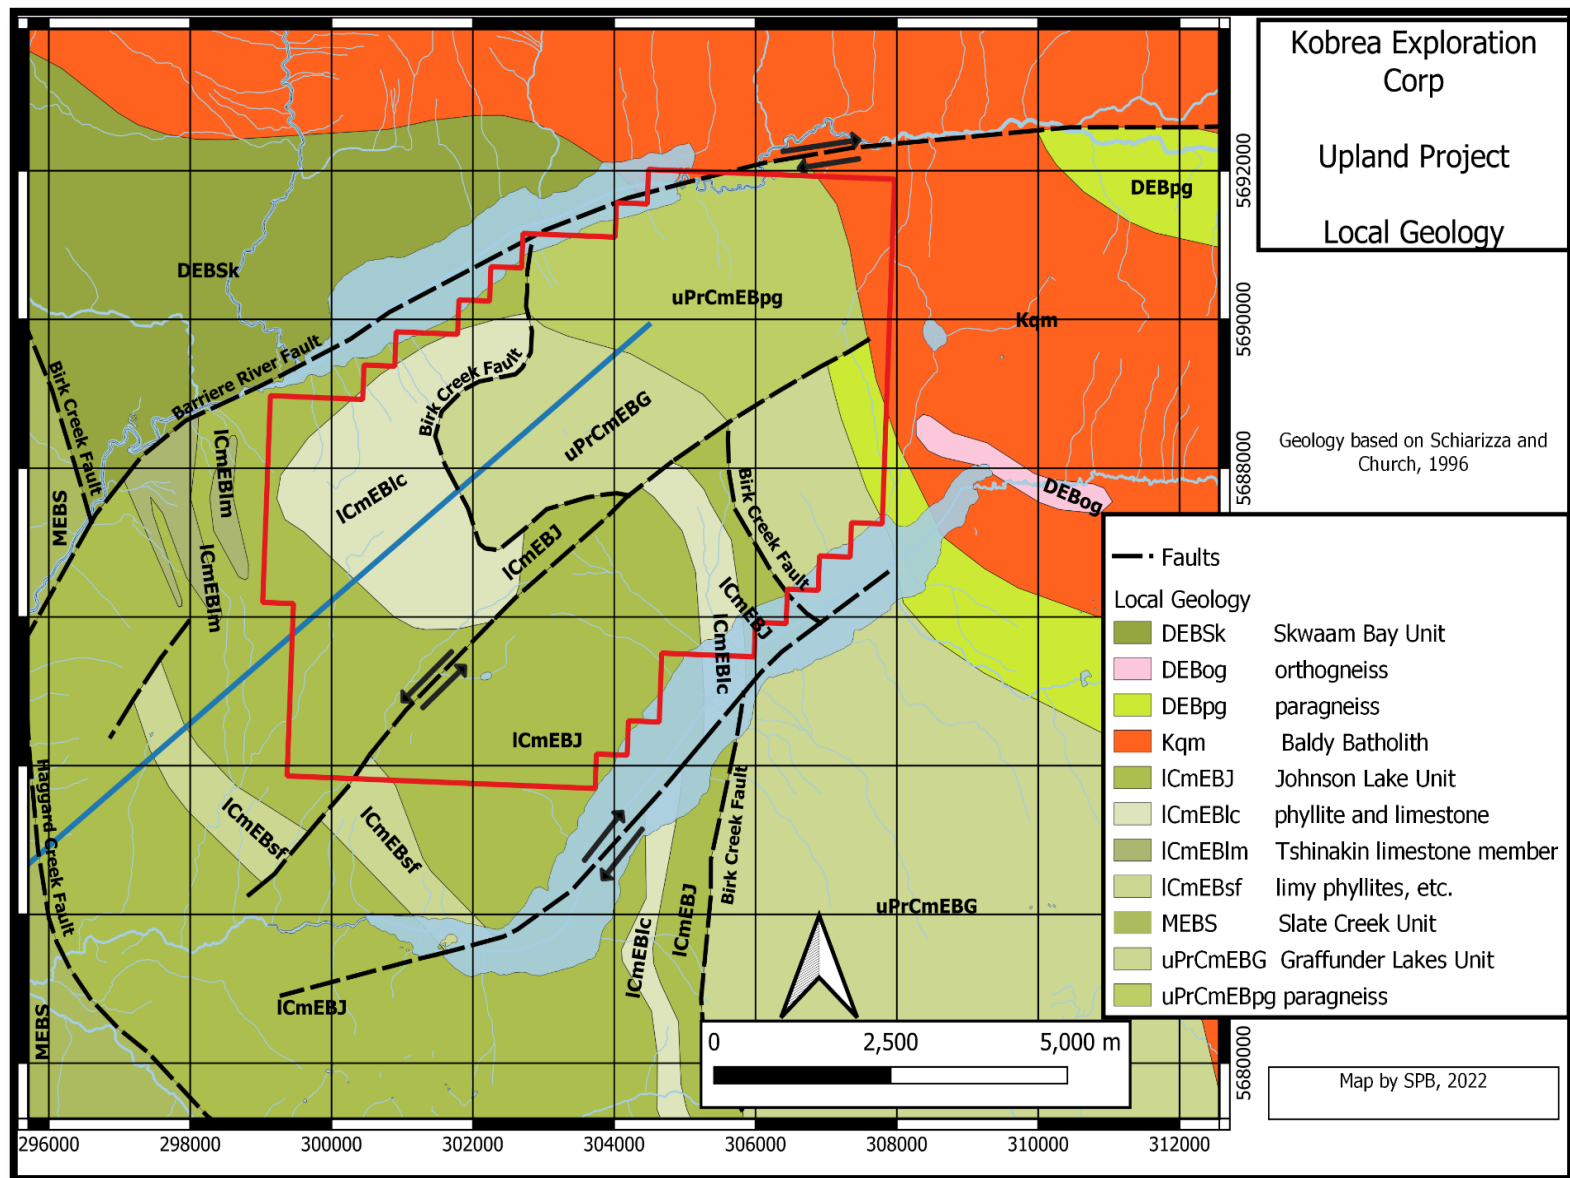 Kobrea Exploration
Corp
Upland Project
Local Geology
Geology based on Schiarizza and
Church, 1996
Faults
Local Geology
DEBSk Skwaam Bay Unit
DEBog orthogneiss
DEBpg paragneiss
Kqm Baldy Batholith
lCmEBJ Johnson Lake Unit
lCmEBlc phyllite and limestone
lCmEBlm Tshinakin limestone member
lCmEBsf limy phyllites, etc.
MEBS Slate Creek Unit
uPrCmEBG Graffunder Lakes Unit
uPrCmEBpg paragneiss
0 2,500 5,000 m
Map by SPB, 2022
DEBpg
DEBSk
uPrCmEBpg
Kqm
Birk Creek Fault
Barriere River Fault
Birk Creek Fault
uPrCmEBG
lCmEBlm
lCmEBlc
Birk Creek Fault
DEBog
MEBS
lCmEBJ
lCmEBlm
lCmEBJ
lCmEBlc
lCmEBJ
Haggard Creek Fault
lCmEBsf
lCmEBsf
Birk Creek Fault
uPrCmEBG
lCmEBJ
lCmEBlc
lCmEBJ
MEBS
5692000
5690000
5688000
5680000
296000 298000 300000 302000 304000 306000 308000 310000 312000